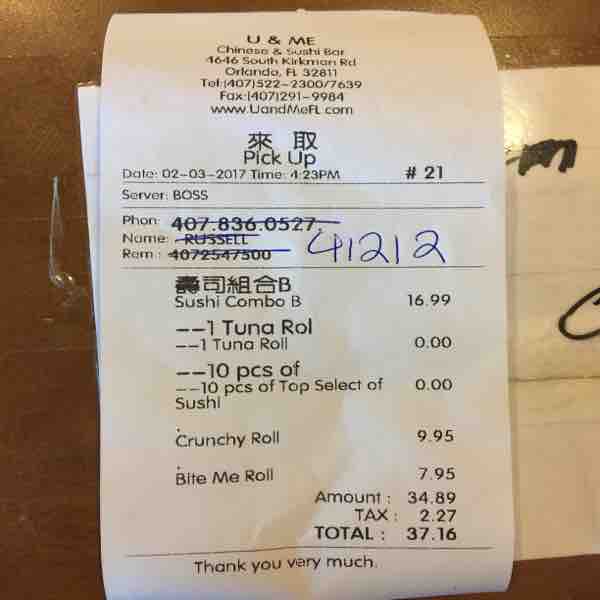 U & ME
Chinese & Sushi Bar
4646 South Kirkman Rd
Orlando, FL 32811
Tel:(407)522-2300/7639
Fax:(407)291-9984
www.UandMeFL.com
來 取
Pick Up
Date: 02-03-2017 Time: 4:23PM # 21
Server: BOSS
Phon: 407.836.0527.
Name: RUSSELL
Rem: 4072547500
41212
壽司組合B
Sushi Combo B 16.99
--1 Tuna Rol
--1 Tuna Roll 0.00
--10 pcs of
--10 pcs of Top Select of 0.00
Sushi
.
Crunchy Roll 9.95
.
Bite Me Roll 7.95
Amount : 34.89
TAX : 2.27
TOTAL : 37.16
Thank you very much.